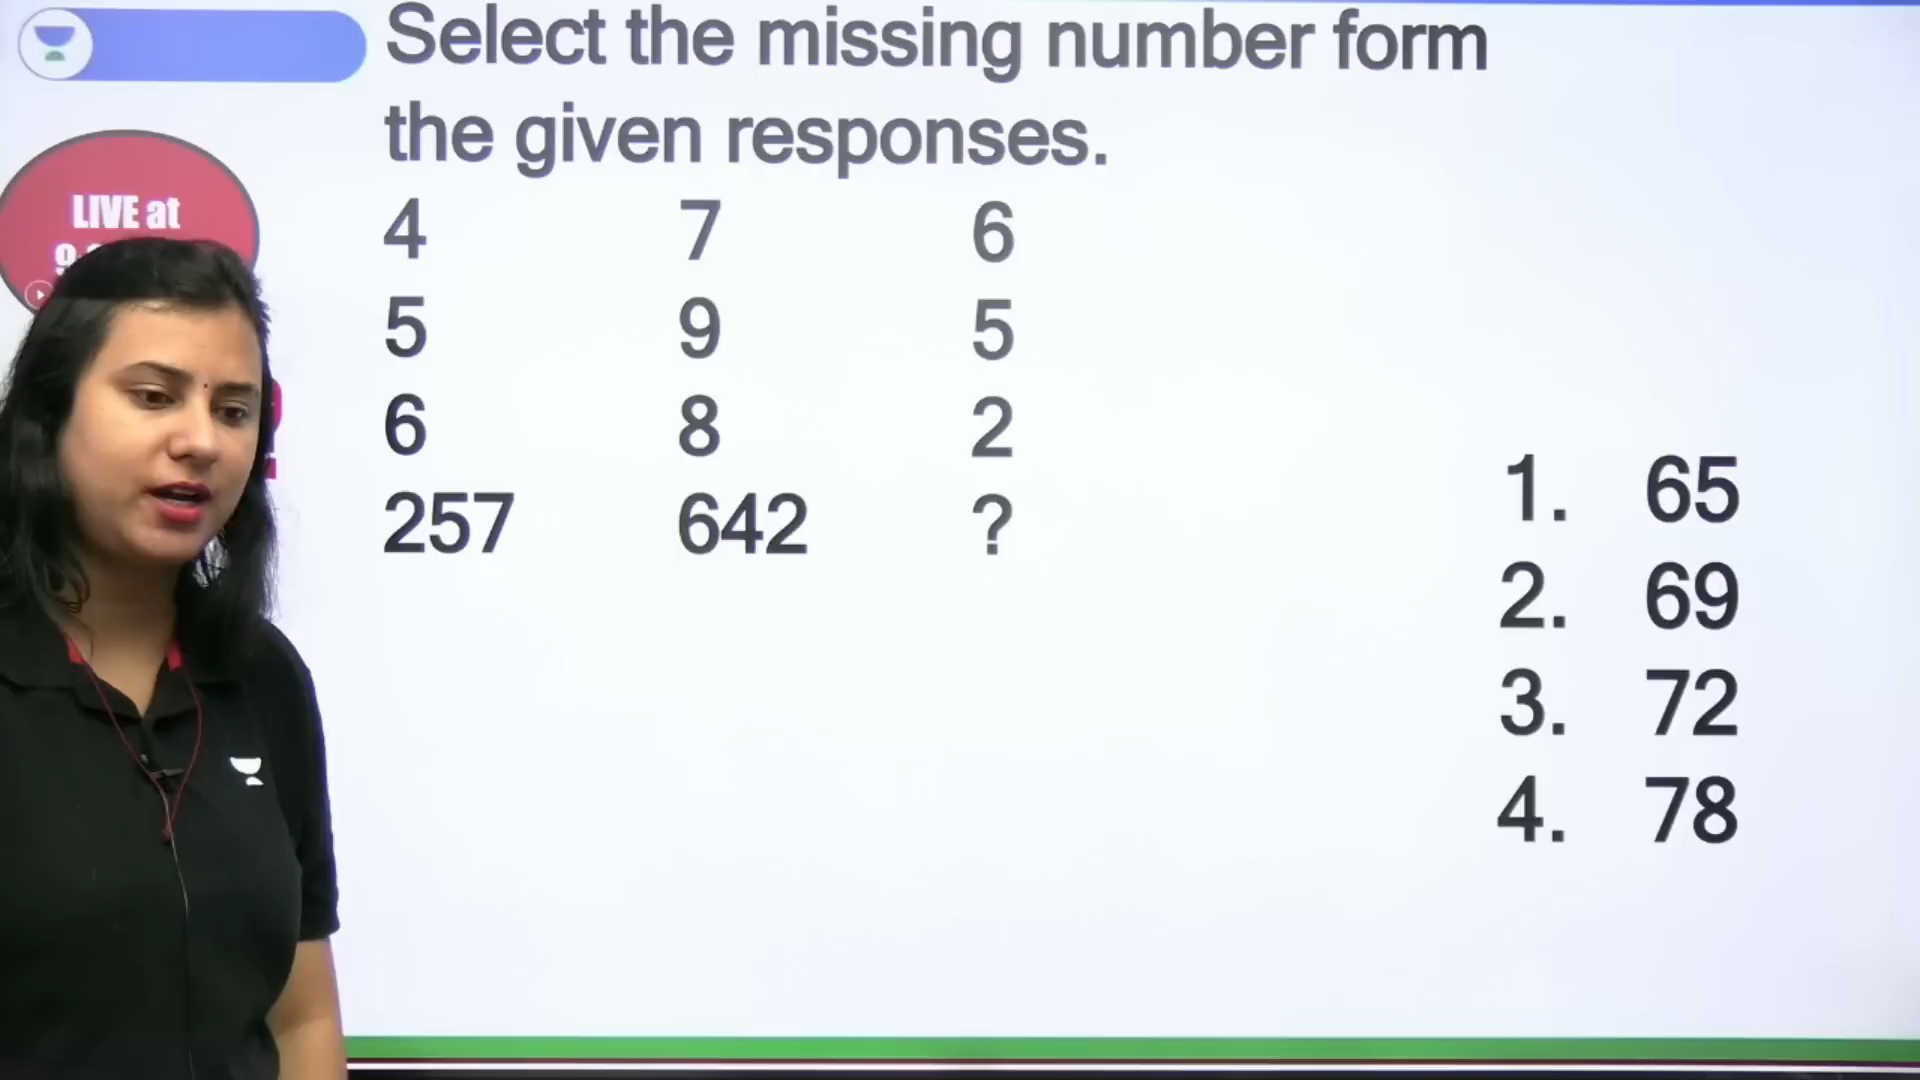 Select the missing number form
the given responses.
LIVE at
4 7 6
5 9 5
6 8 2
257 642 ?
1. 65
2. 69
3. 72
4. 78